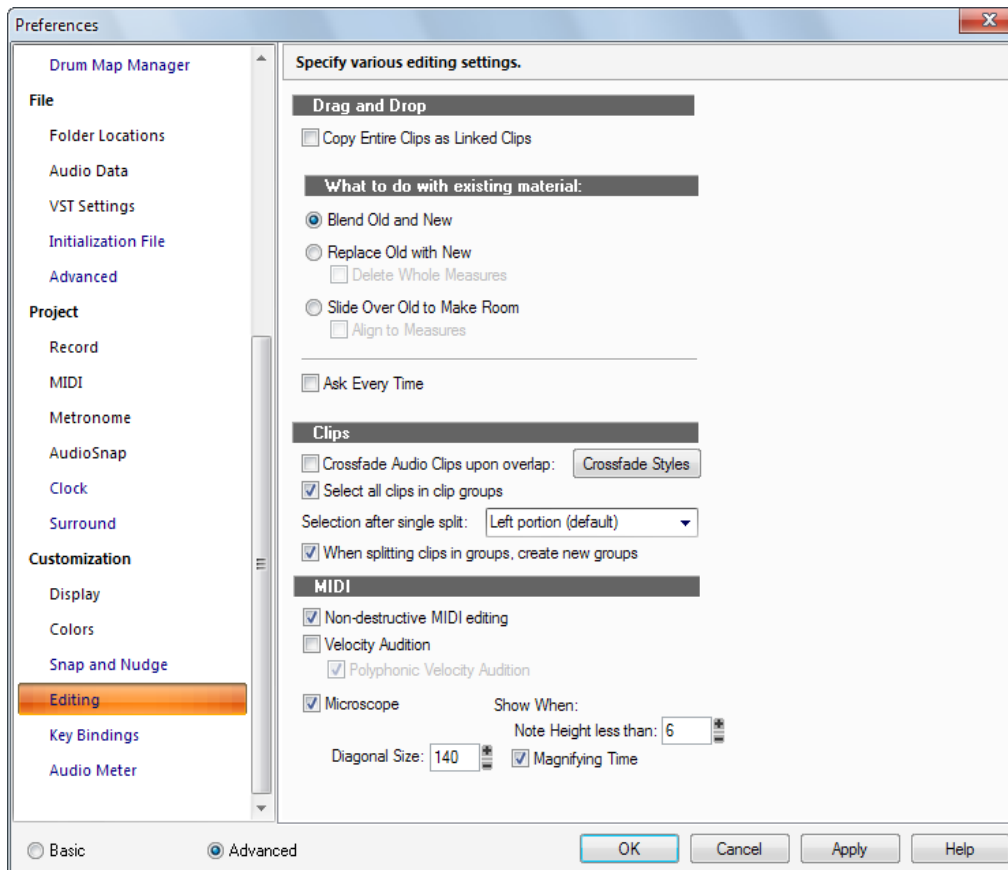 Preferences
Drum Map Manager
File
Folder Locations
Audio Data
VST Settings
Initialization File
Advanced
Project
Record
MIDI
Metronome
AudioSnap
Clock
Surround
Customization
Display
Colors
Snap and Nudge
Editing
Key Bindings
Audio Meter
Basic
Advanced
Specify various editing settings.
Drag and Drop
Copy Entire Clips as Linked Clips
What to do with existing material:
Blend Old and New
Replace Old with New
Delete Whole Measures
Slide Over Old to Make Room
Align to Measures
Ask Every Time
Clips
Crossfade Audio Clips upon overlap: Crossfade Styles
Select all clips in clip groups
Selection after single split: Left portion (default)
When splitting clips in groups, create new groups
MIDI
Non-destructive MIDI editing
Velocity Audition
Polyphonic Velocity Audition
Microscope Show When:
Note Height less than: 6
Diagonal Size: 140 Magnifying Time
OK Cancel Apply Help